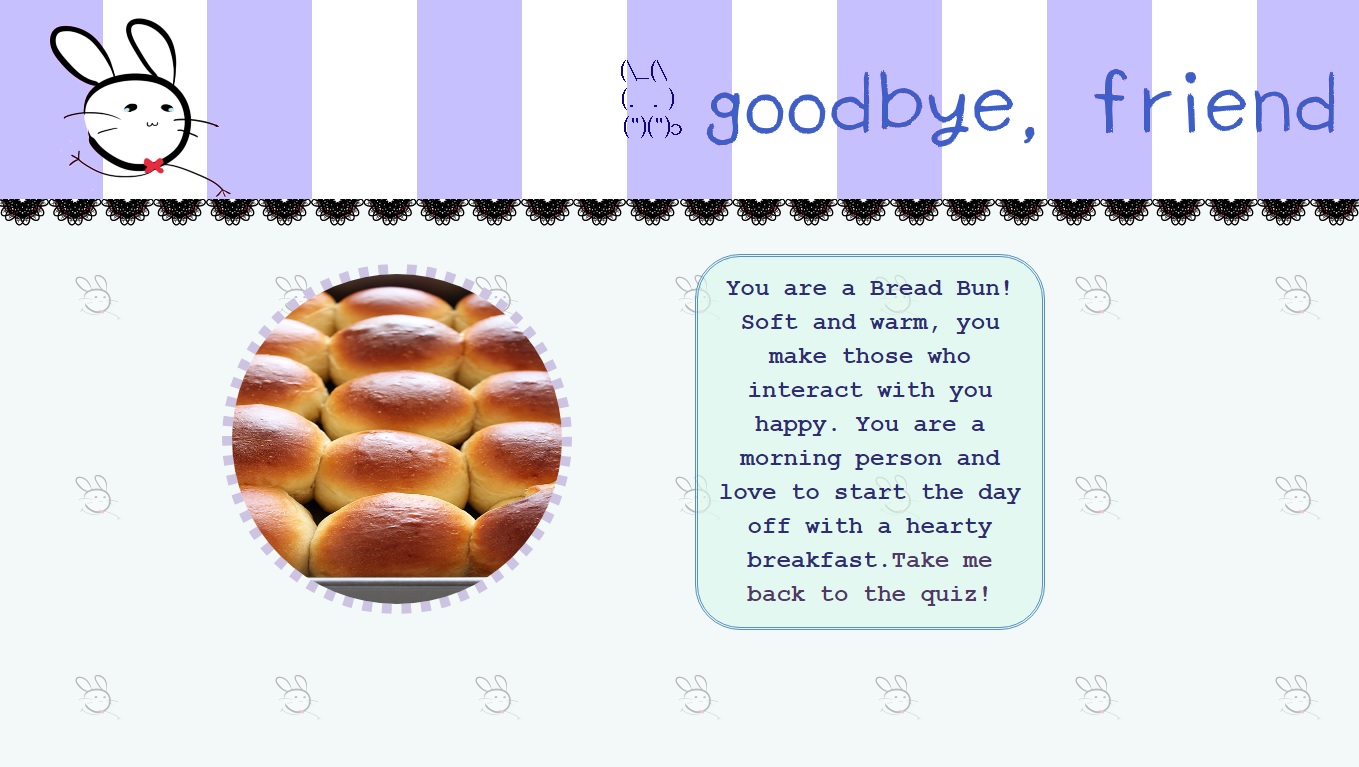 (\_(\
(. . )
(")(")ͻ
goodbye, friend
You are a Bread Bun!
Soft and warm, you
make those who
interact with you
happy. You are a
morning person and
love to start the day
off with a hearty
breakfast.Take me
back to the quiz!